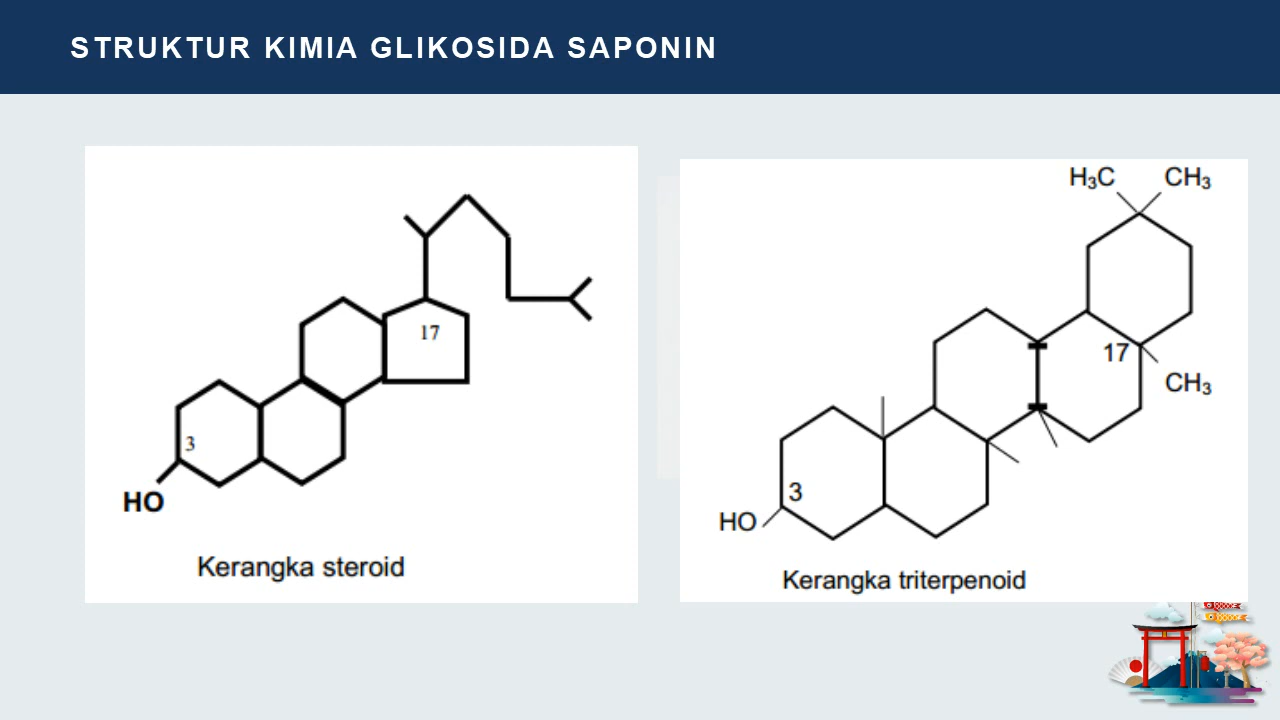 STRUKTUR KIMIA GLIKOSIDA SAPONIN
17
3
HO
Kerangka steroid
H₃C CH₃
17
CH₃
3
HO
Kerangka triterpenoid